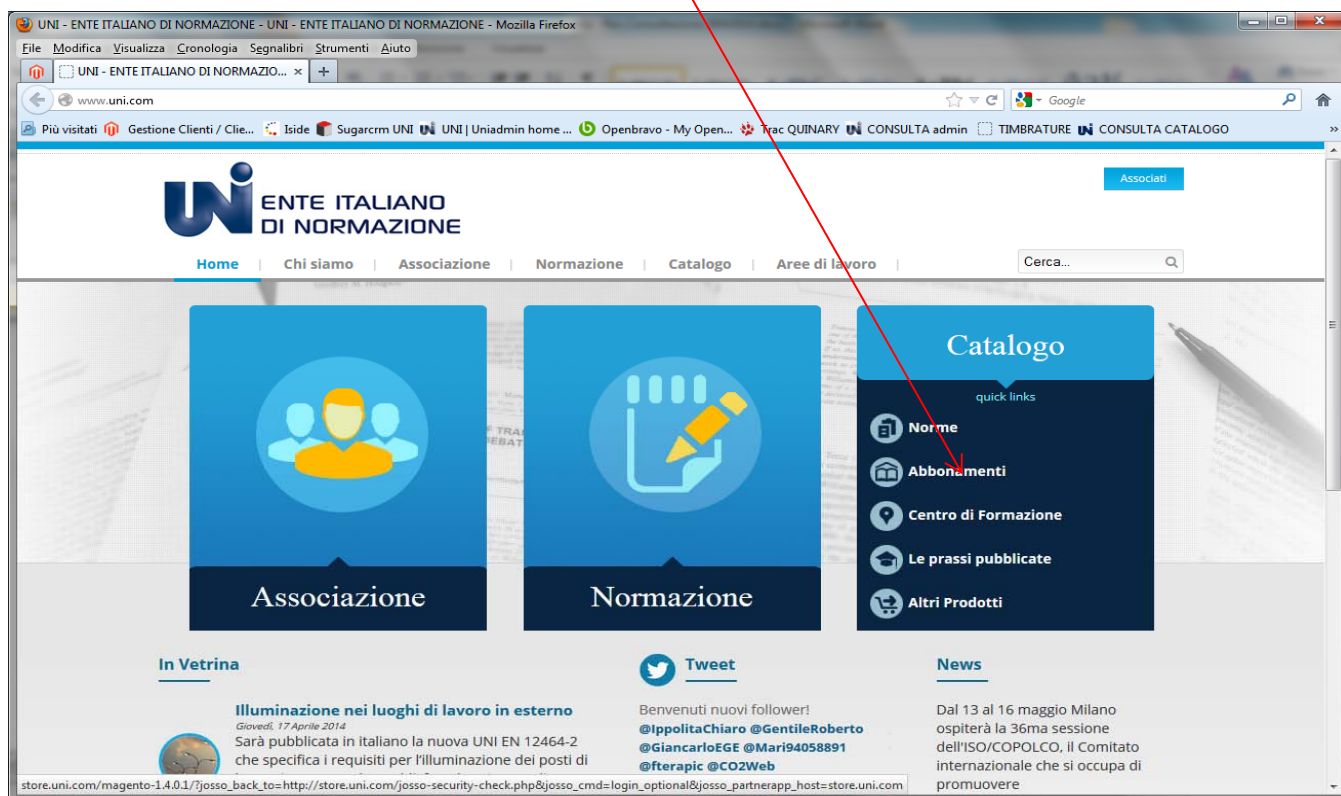 UNI - ENTE ITALIANO DI NORMAZIONE - UNI - ENTE ITALIANO DI NORMAZIONE - Mozilla Firefox
File Modifica Visualizza Cronologia Segnalibri Strumenti Aiuto
UNI - ENTE ITALIANO DI NORMAZIO... × +
www.uni.com
Google
Più visitati Gestione Clienti / Clie... Iside Sugarcrm UNI UNI | Uniadmin home ... Openbravo - My Open... Trac QUINARY CONSULTA admin TIMBRATURE CONSULTA CATALOGO »
Associati
UNI ENTE ITALIANO
DI NORMAZIONE
Home | Chi siamo | Associazione | Normazione | Catalogo | Aree di lavoro |
Cerca...
Catalogo
quick links
Norme
Abbonamenti
Centro di Formazione
Le prassi pubblicate
Altri Prodotti
Associazione
Normazione
In Vetrina
Illuminazione nei luoghi di lavoro in esterno
Giovedì, 17 Aprile 2014
Sarà pubblicata in italiano la nuova UNI EN 12464-2
che specifica i requisiti per l'illuminazione dei posti di
Tweet
Benvenuti nuovi follower!
@IppolitaChiaro @GentileRoberto
@GiancarloEGE @Mari94058891
@fterapic @CO2Web
News
Dal 13 al 16 maggio Milano
ospiterà la 36ma sessione
dell'ISO/COPOLCO, il Comitato
internazionale che si occupa di
promuovere
store.uni.com/magento-1.4.0.1/?josso_back_to=http://store.uni.com/josso-security-check.php&josso_cmd=login_optional&josso_partnerapp_host=store.uni.com